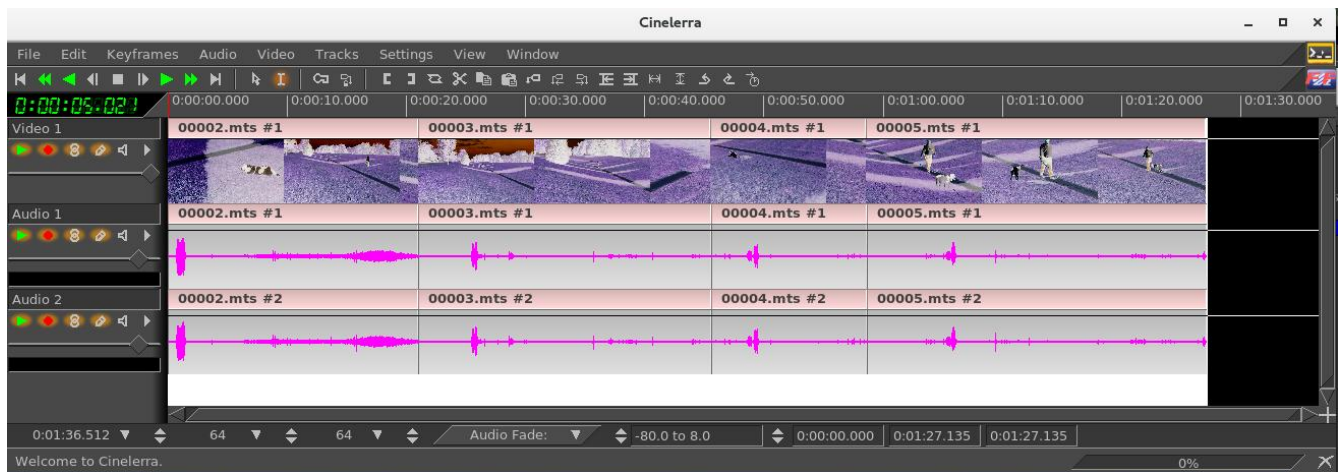 Cinelerra
File Edit Keyframes Audio Video Tracks Settings View Window
0:00:05.021 0:00:00.000 0:00:10.000 0:00:20.000 0:00:30.000 0:00:40.000 0:00:50.000 0:01:00.000 0:01:10.000 0:01:20.000 0:01:30.000
Video 1 00002.mts #1 00003.mts #1 00004.mts #1 00005.mts #1
Audio 1 00002.mts #1 00003.mts #1 00004.mts #1 00005.mts #1
Audio 2 00002.mts #2 00003.mts #2 00004.mts #2 00005.mts #2
0:01:36.512 64 64 Audio Fade: -80.0 to 8.0 0:00:00.000 0:01:27.135 0:01:27.135
Welcome to Cinelerra. 0%